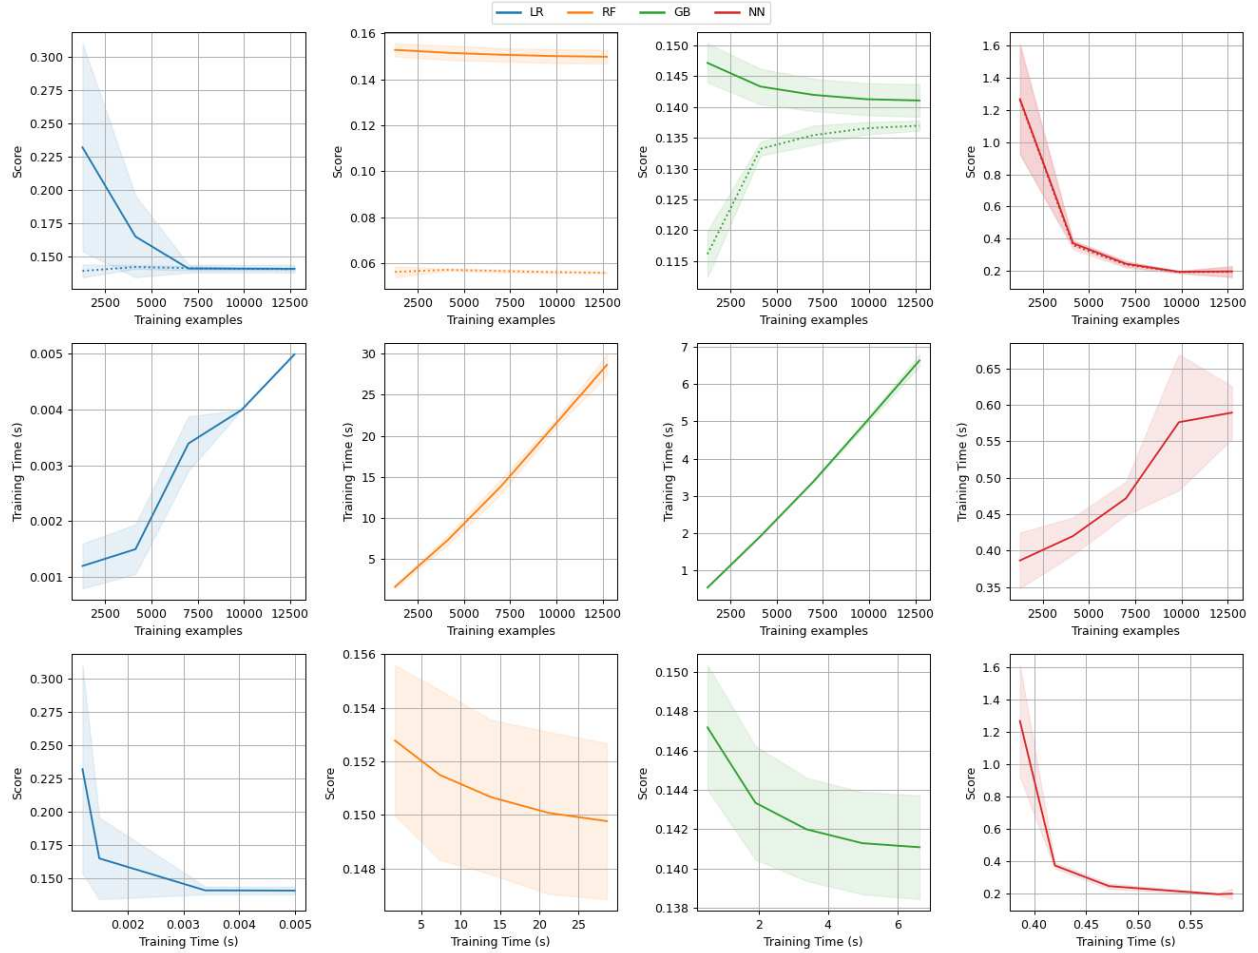 LR RF GB NN
0.300
0.275
0.250
0.225
0.200
0.175
0.150
Score
2500 5000 7500 10000 12500
Training examples
0.16
0.14
0.12
0.10
0.08
0.06
Score
2500 5000 7500 10000 12500
Training examples
0.150
0.145
0.140
0.135
0.130
0.125
0.120
0.115
Score
2500 5000 7500 10000 12500
Training examples
1.6
1.4
1.2
1.0
0.8
0.6
0.4
0.2
Score
2500 5000 7500 10000 12500
Training examples
0.005
0.004
0.003
0.002
0.001
Training Time (s)
2500 5000 7500 10000 12500
Training examples
30
25
20
15
10
5
Training Time (s)
2500 5000 7500 10000 12500
Training examples
7
6
5
4
3
2
1
Training Time (s)
2500 5000 7500 10000 12500
Training examples
0.65
0.60
0.55
0.50
0.45
0.40
0.35
Training Time (s)
2500 5000 7500 10000 12500
Training examples
0.300
0.275
0.250
0.225
0.200
0.175
0.150
Score
0.002 0.003 0.004 0.005
Training Time (s)
0.156
0.154
0.152
0.150
0.148
Score
5 10 15 20 25
Training Time (s)
0.150
0.148
0.146
0.144
0.142
0.140
0.138
Score
2 4 6
Training Time (s)
1.6
1.4
1.2
1.0
0.8
0.6
0.4
0.2
Score
0.40 0.45 0.50 0.55
Training Time (s)